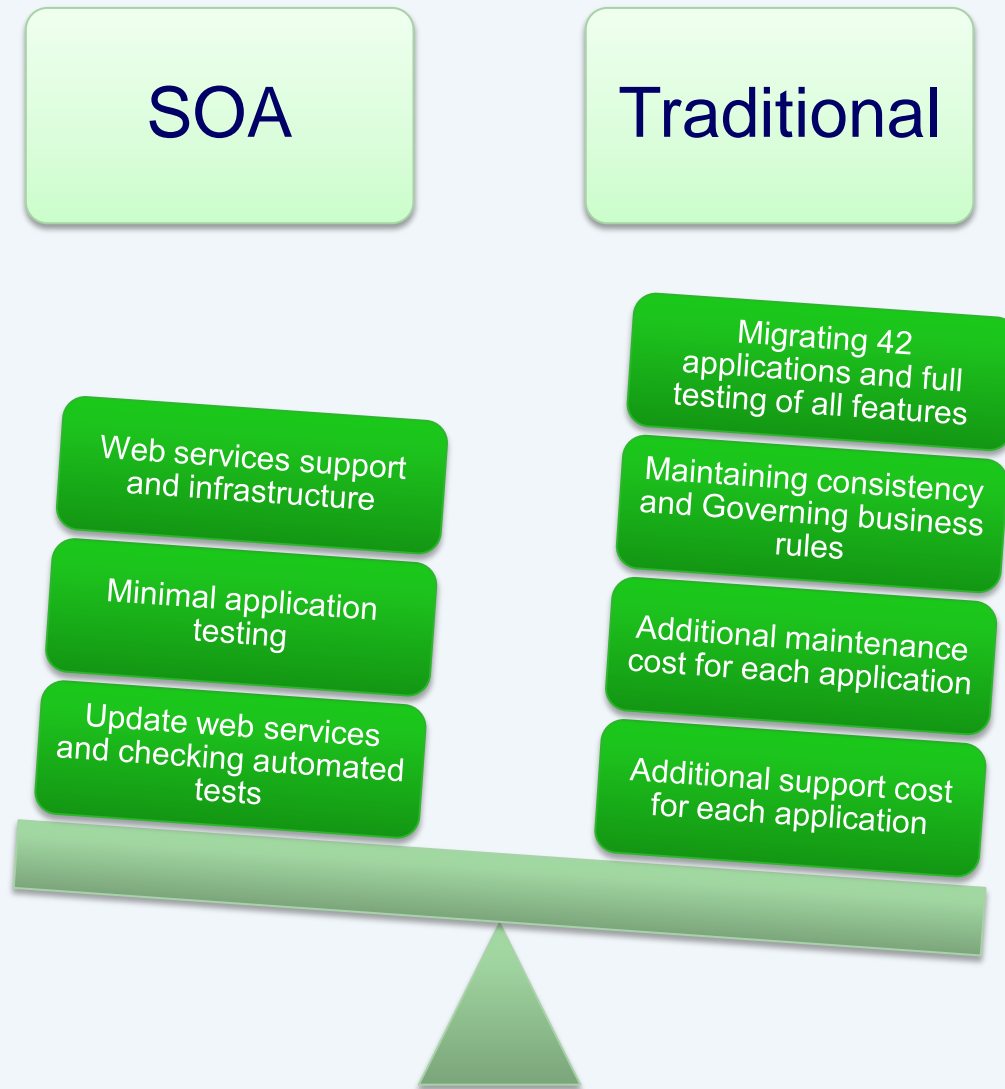 SOA
Traditional
Web services support
and infrastructure
Minimal application
testing
Update web services
and checking automated
tests
Migrating 42
applications and full
testing of all features
Maintaining consistency
and Governing business
rules
Additional maintenance
cost for each application
Additional support cost
for each application